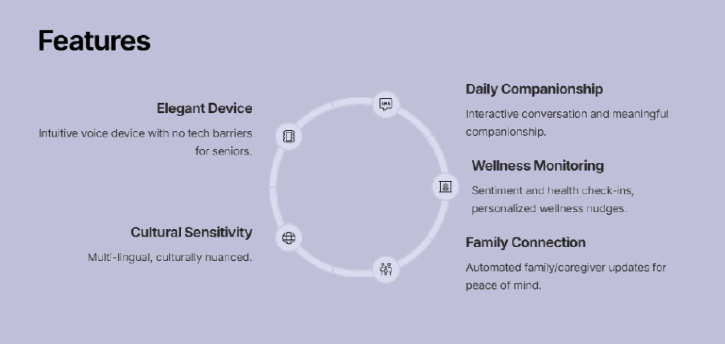 Features
Elegant Device
Intuitive voice device with no tech barriers
for seniors.
Cultural Sensitivity
Multi-lingual, culturally nuanced.
Daily Companionship
Interactive conversation and meaningful
companionship.
Wellness Monitoring
Sentiment and health check-ins,
personalized wellness nudges.
Family Connection
Automated family/caregiver updates for
peace of mind.